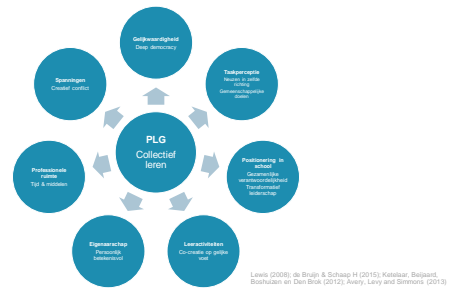 Gelijkwaardigheid
Deep democracy
Taakperceptie
Neuzen in zelfde
richting
Gemeenschappelijke
doelen
Spanningen
Creatief conflict
PLG
Collectief
leren
Positionering in
school
Gezamenlijke
verantwoordelijkheid
Transformatief
leiderschap
Professionele
ruimte
Tijd & middelen
Eigenaarschap
Persoonlijk
betekenisvol
Leeractiviteiten
Co-creatie op gelijke
voet
Lewis (2008); de Bruijn & Schaap H (2015); Ketelaar, Beijaard,
Boshuizen en Den Brok (2012); Avery, Levy and Simmons (2013)